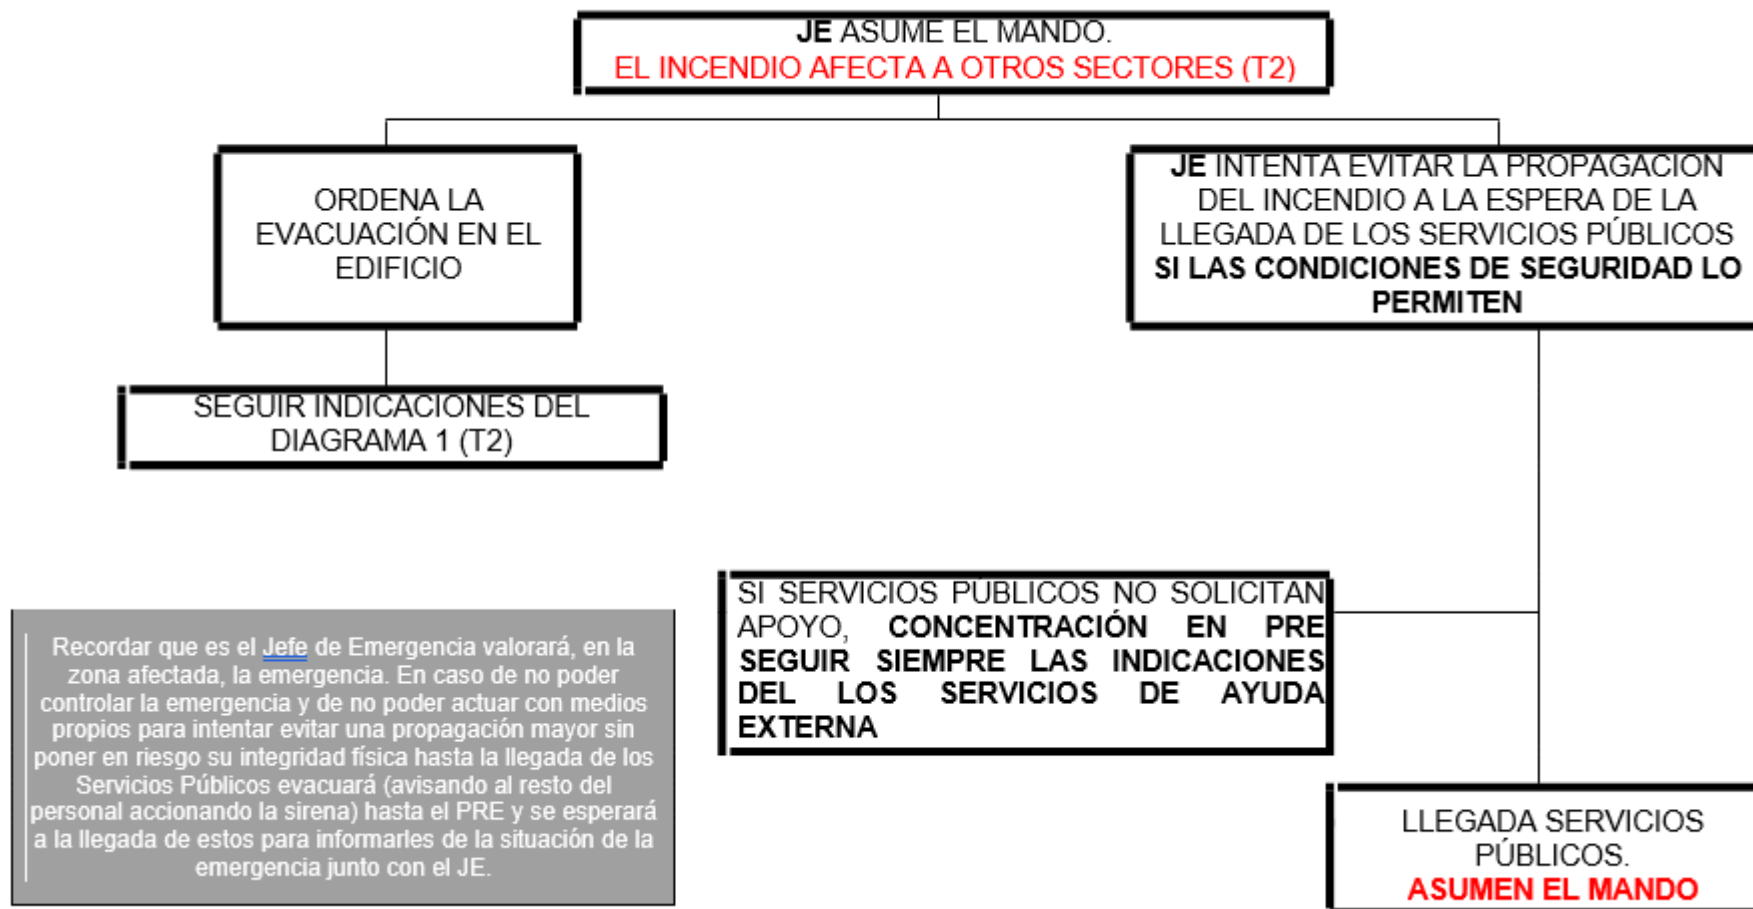 JE ASUME EL MANDO.
EL INCENDIO AFECTA A OTROS SECTORES (T2)
ORDENA LA
EVACUACIÓN EN EL
EDIFICIO
JE INTENTA EVITAR LA PROPAGACION
DEL INCENDIO A LA ESPERA DE LA
LLEGADA DE LOS SERVICIOS PÚBLICOS
SI LAS CONDICIONES DE SEGURIDAD LO
PERMITEN
SEGUIR INDICACIONES DEL
DIAGRAMA 1 (T2)
SI SERVICIOS PUBLICOS NO SOLICITAN
APOYO, CONCENTRACIÓN EN PRE
SEGUIR SIEMPRE LAS INDICACIONES
DEL LOS SERVICIOS DE AYUDA
EXTERNA
Recordar que es el Jefe de Emergencia valorará, en la
zona afectada, la emergencia. En caso de no poder
controlar la emergencia y de no poder actuar con medios
propios para intentar evitar una propagación mayor sin
poner en riesgo su integridad física hasta la llegada de los
Servicios Públicos evacuará (avisando al resto del
personal accionando la sirena) hasta el PRE y se esperará
a la llegada de estos para informarles de la situación de la
emergencia junto con el JE.
LLEGADA SERVICIOS
PÚBLICOS.
ASUMEN EL MANDO